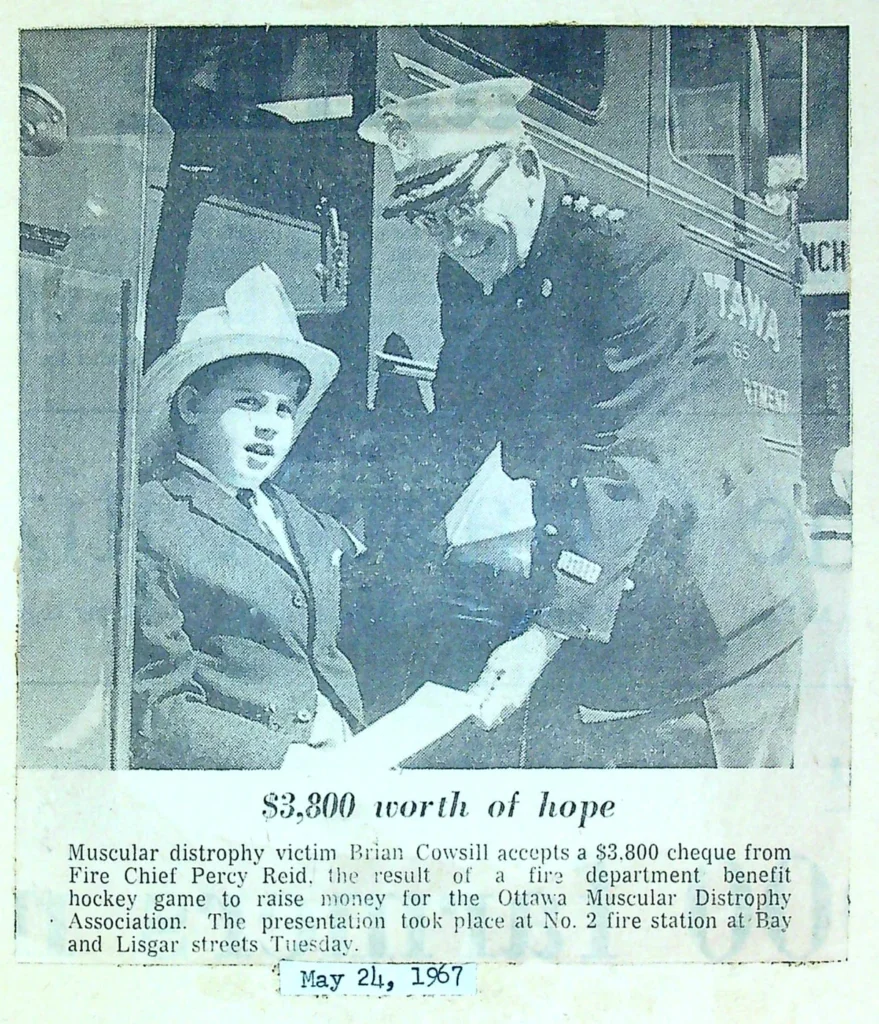 NCH
TAWA
63
RTMENT
$3,800 worth of hope
Muscular distrophy victim Brian Cowsill accepts a $3.800 cheque from
Fire Chief Percy Reid, the result of a fire department benefit
hockey game to raise money for the Ottawa Muscular Distrophy
Association. The presentation took place at No. 2 fire station at Bay
and Lisgar streets Tuesday.
May 24, 1967